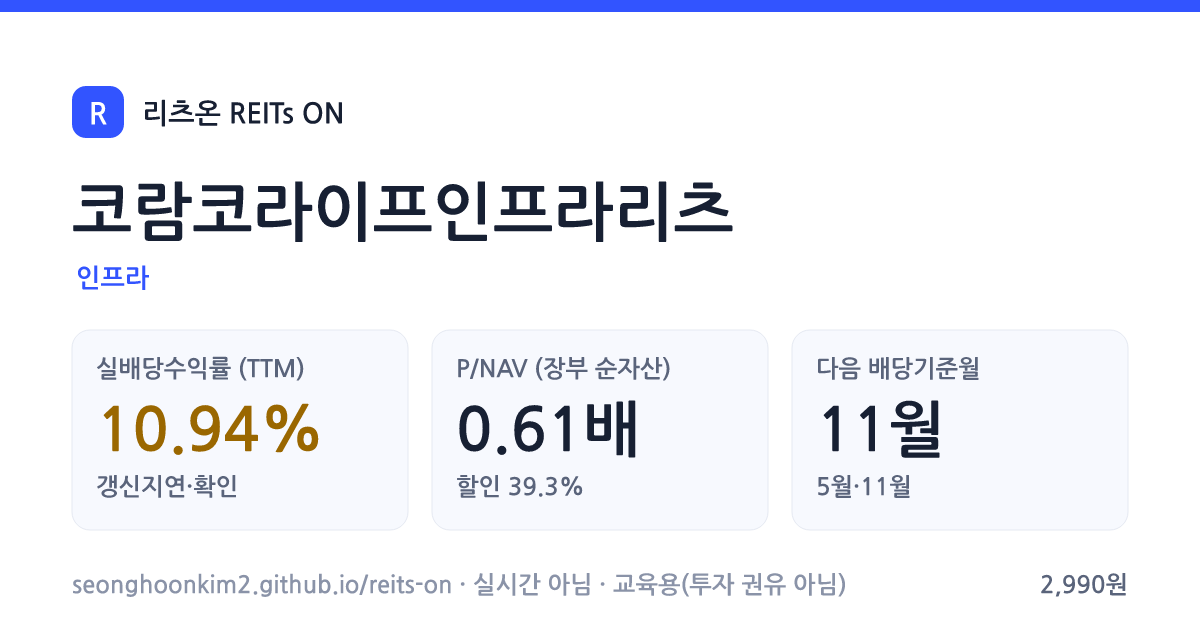 R 리츠온 REITs ON
코람코라이프인프라리츠
인프라
실배당수익률 (TTM)
10.94%
갱신지연·확인
P/NAV (장부 순자산)
0.61배
할인 39.3%
다음 배당기준월
11월
5월·11월
seonghoonkim2.github.io/reits-on · 실시간 아님 · 교육용(투자 권유 아님)
2,990원